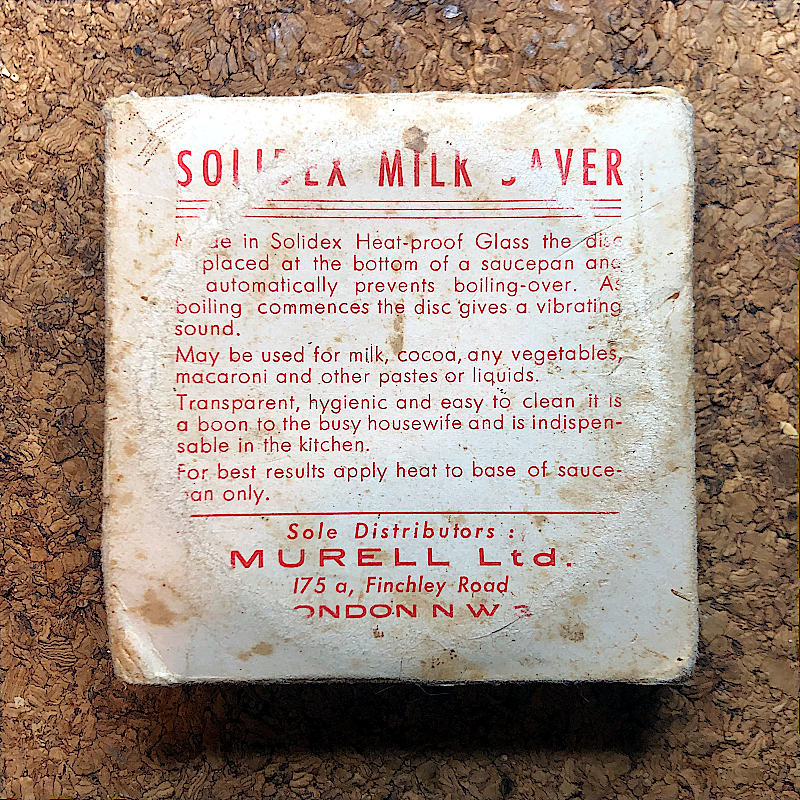 SOLIDEX MILK SAVER
Made in Solidex Heat-proof Glass the disc
placed at the bottom of a saucepan and
automatically prevents boiling-over. As
boiling commences the disc gives a vibrating
sound.
May be used for milk, cocoa, any vegetables,
macaroni and other pastes or liquids.
Transparent, hygienic and easy to clean it is
a boon to the busy housewife and is indispen-
sable in the kitchen.
For best results apply heat to base of sauce-
pan only.
Sole Distributors :
MURELL Ltd.
175 a, Finchley Road
LONDON N W 3